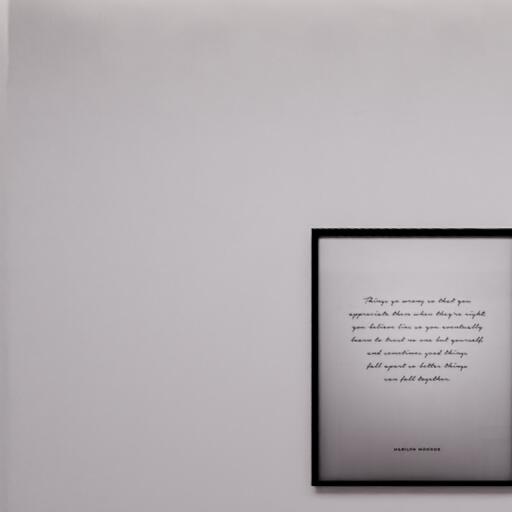 Things go wrong so that you
appreciate them when they're right,
you believe lies so you eventually
learn to trust no one but yourself,
and sometimes good things
fall apart so better things
can fall together.
MARILYN MONROE